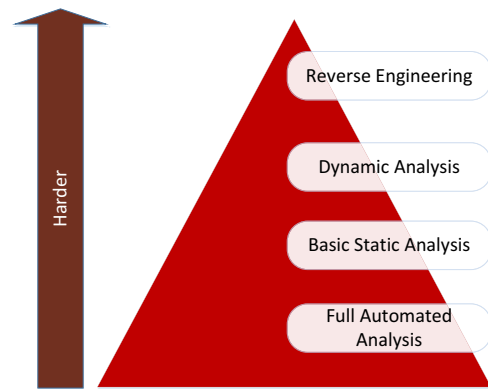 Harder
Reverse Engineering
Dynamic Analysis
Basic Static Analysis
Full Automated
Analysis